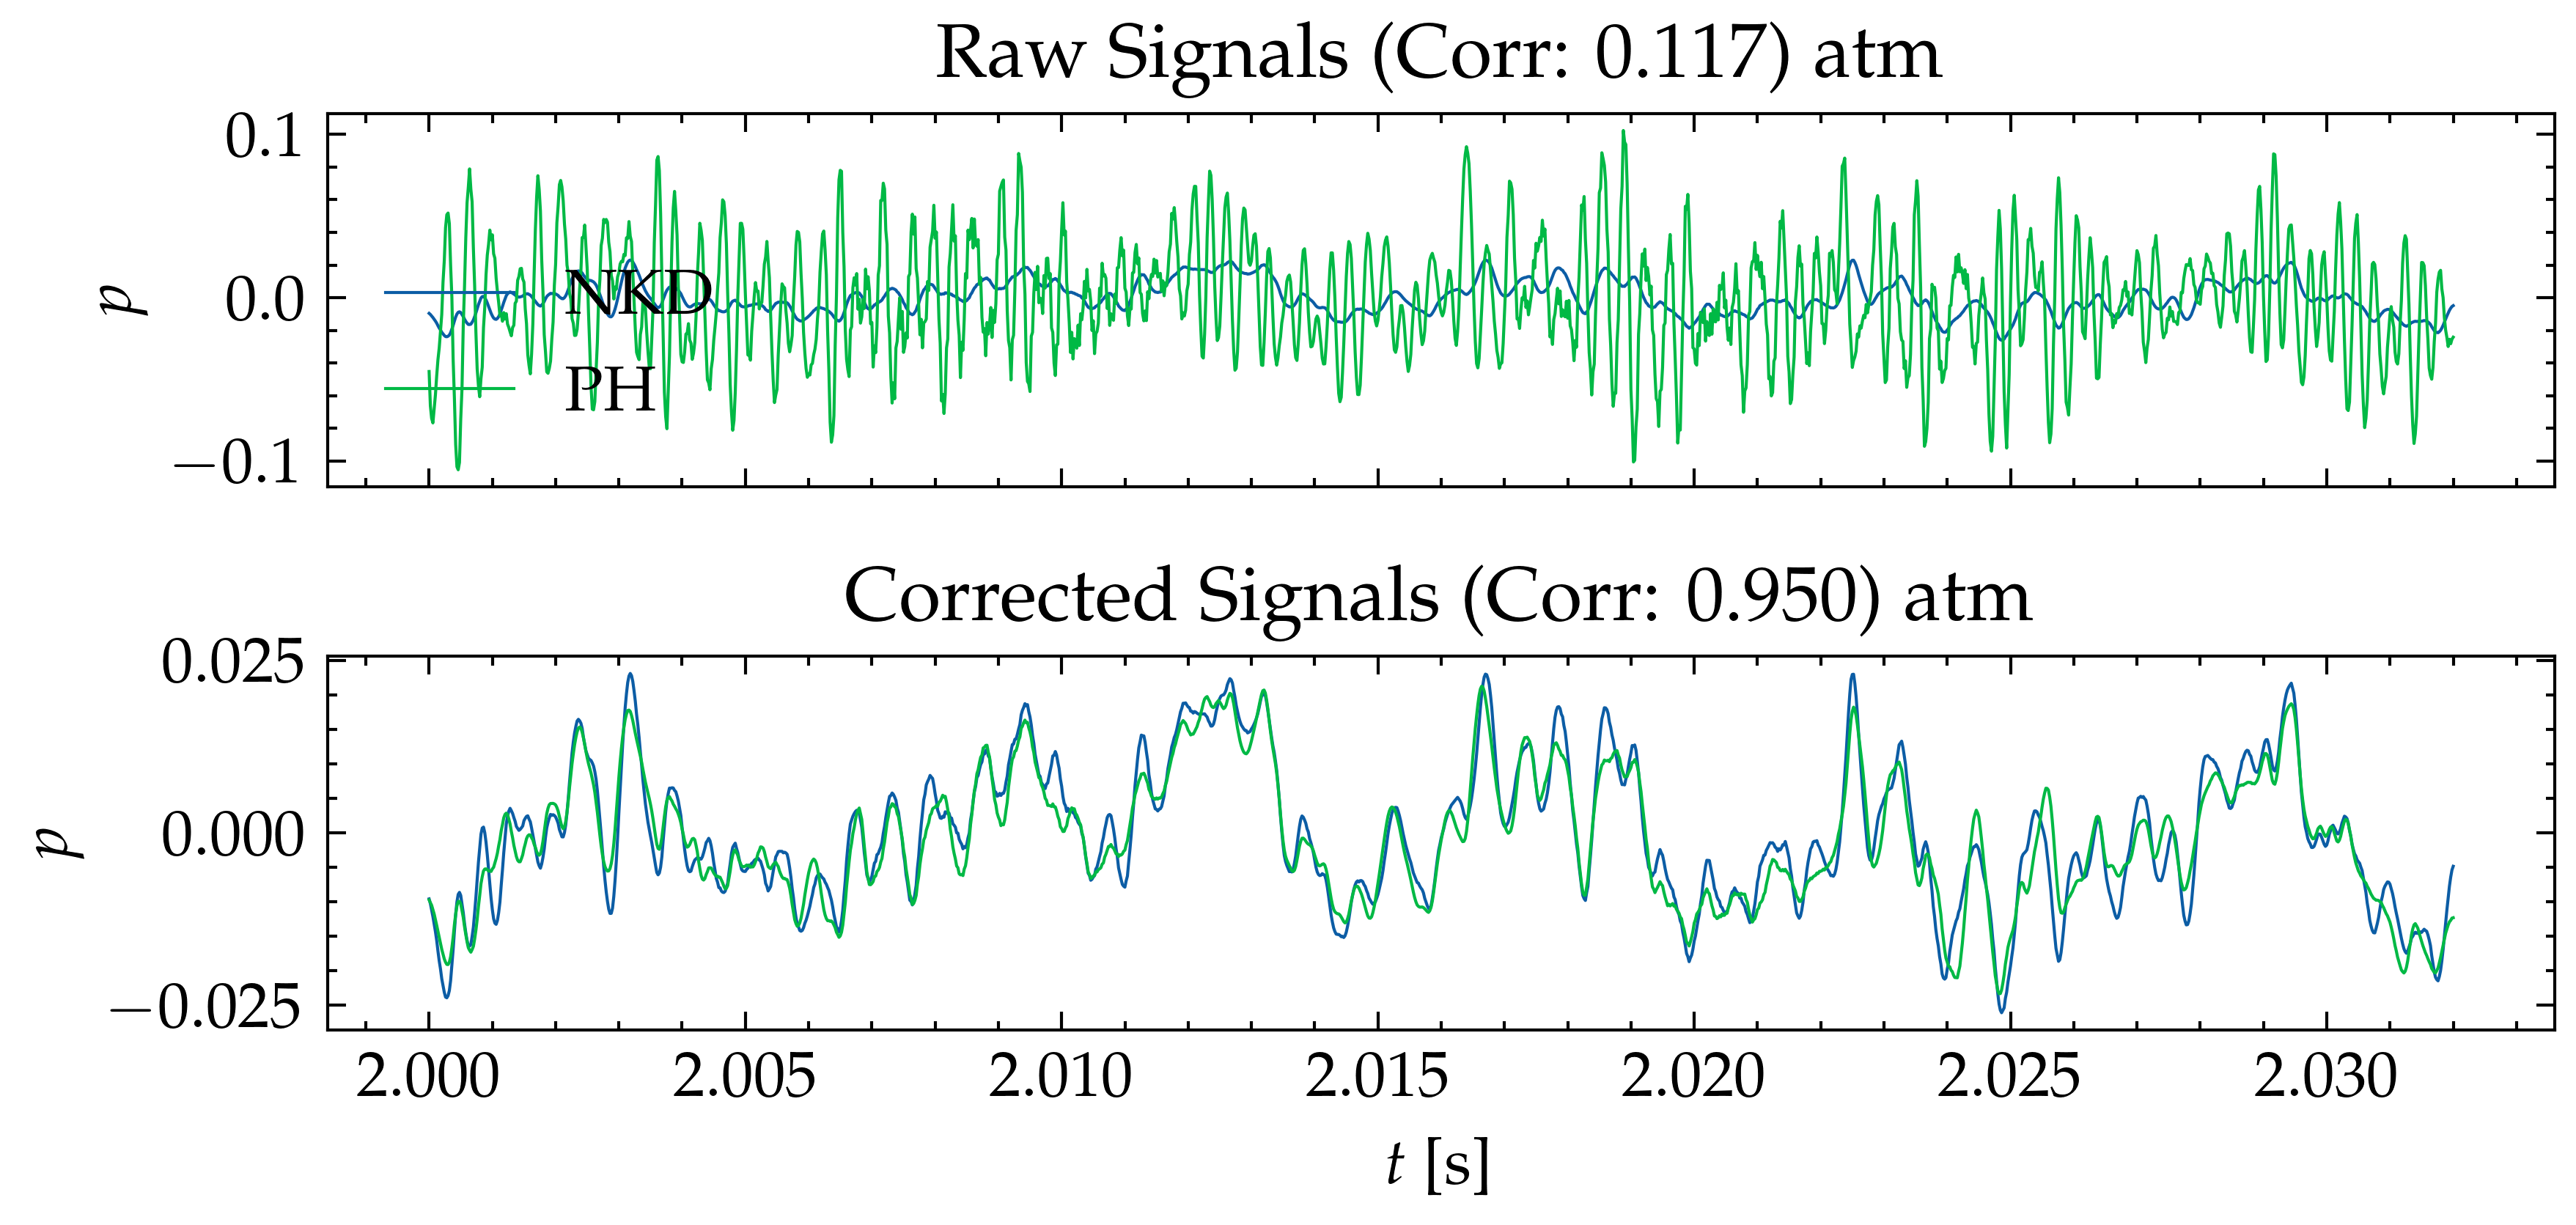 Raw Signals (Corr: 0.117) atm
0.1
0.0
−0.1
p
NKD
PH
Corrected Signals (Corr: 0.950) atm
0.025
0.000
−0.025
p
2.000 2.005 2.010 2.015 2.020 2.025 2.030
t [s]